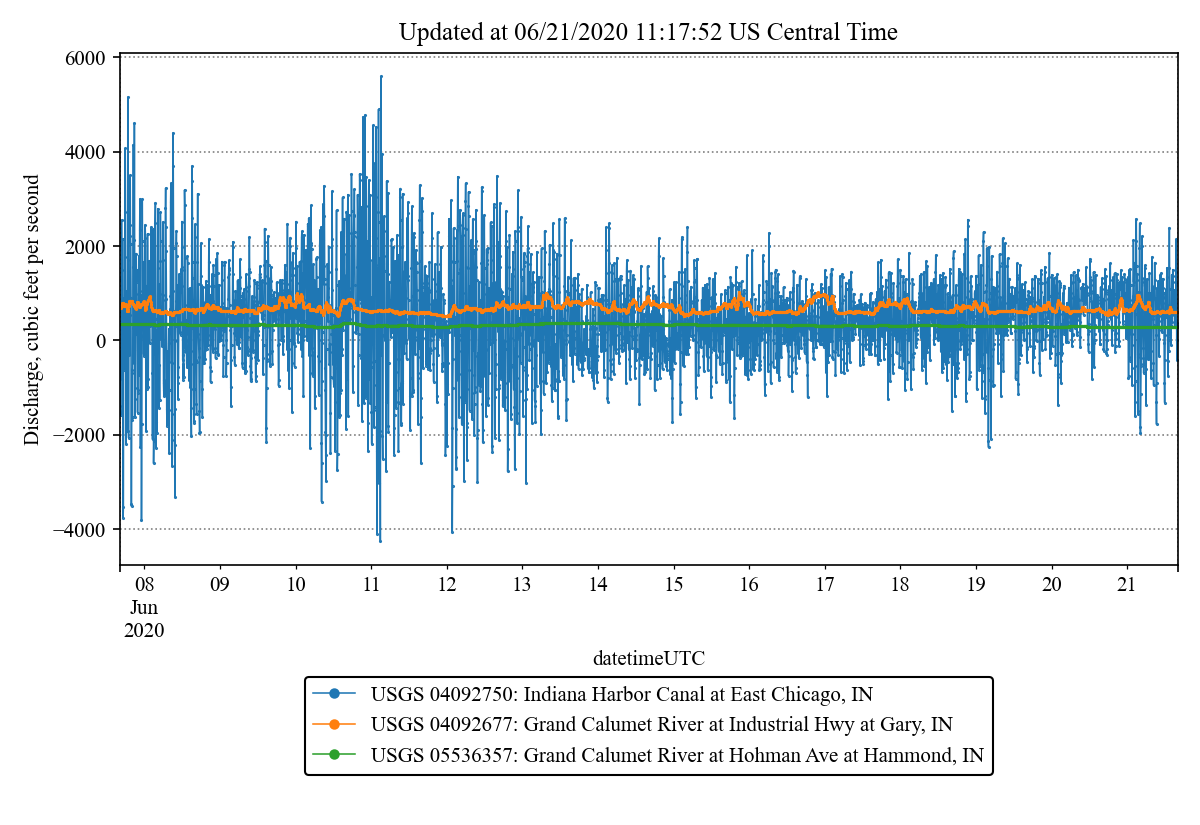 Updated at 06/21/2020 11:17:52 US Central Time
Discharge, cubic feet per second
6000
4000
2000
0
−2000
−4000
08 09 10 11 12 13 14 15 16 17 18 19 20 21
Jun
2020
datetimeUTC
USGS 04092750: Indiana Harbor Canal at East Chicago, IN
USGS 04092677: Grand Calumet River at Industrial Hwy at Gary, IN
USGS 05536357: Grand Calumet River at Hohman Ave at Hammond, IN